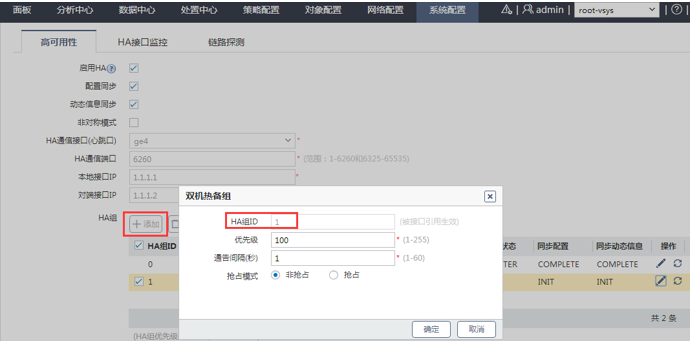 面板 分析中心 数据中心 处置中心 策略配置 对象配置 网络配置 系统配置 admin root-vsys
高可用性 HA接口监控 链路探测
启用HA
配置同步
动态信息同步
非对称模式
HA通信接口(心跳口) ge4 *
HA通信端口 6260 * (范围：1-6260和6325-65535)
本地接口IP 1.1.1.1 *
对端接口IP 1.1.1.2
HA组 添加
双机热备组
HA组ID 1 (被接口引用生效)
优先级 100 * (1-255)
通告间隔(秒) 1 * (1-60)
抢占模式 非抢占 抢占
确定 取消
HA组ID 状态 同步配置 同步动态信息 操作
0 TER COMPLETE COMPLETE
1 INIT INIT
共 2 条
(HA组优先级